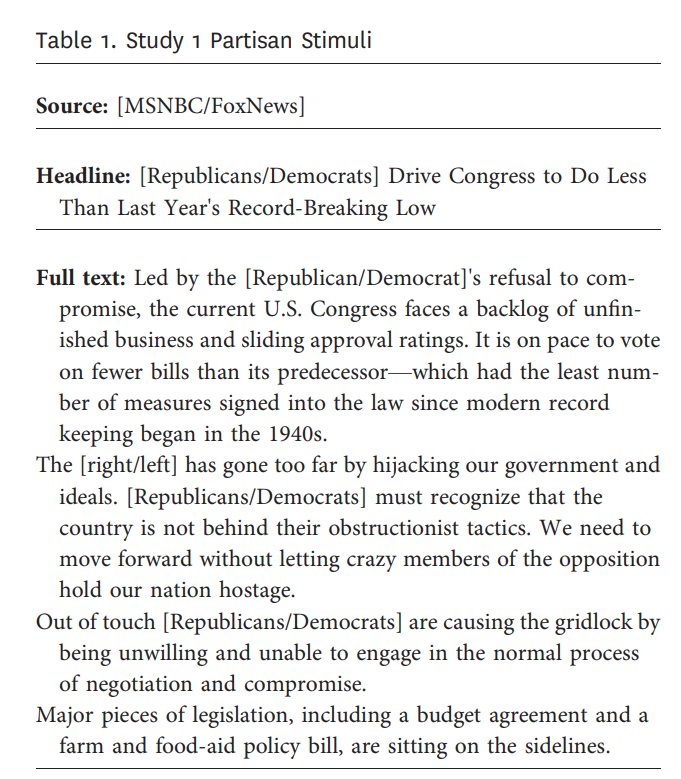 Table 1. Study 1 Partisan Stimuli
Source: [MSNBC/FoxNews]
Headline: [Republicans/Democrats] Drive Congress to Do Less
Than Last Year's Record-Breaking Low
Full text: Led by the [Republican/Democrat]'s refusal to com-
promise, the current U.S. Congress faces a backlog of unfin-
ished business and sliding approval ratings. It is on pace to vote
on fewer bills than its predecessor—which had the least num-
ber of measures signed into the law since modern record
keeping began in the 1940s.
The [right/left] has gone too far by hijacking our government and
ideals. [Republicans/Democrats] must recognize that the
country is not behind their obstructionist tactics. We need to
move forward without letting crazy members of the opposition
hold our nation hostage.
Out of touch [Republicans/Democrats] are causing the gridlock by
being unwilling and unable to engage in the normal process
of negotiation and compromise.
Major pieces of legislation, including a budget agreement and a
farm and food-aid policy bill, are sitting on the sidelines.